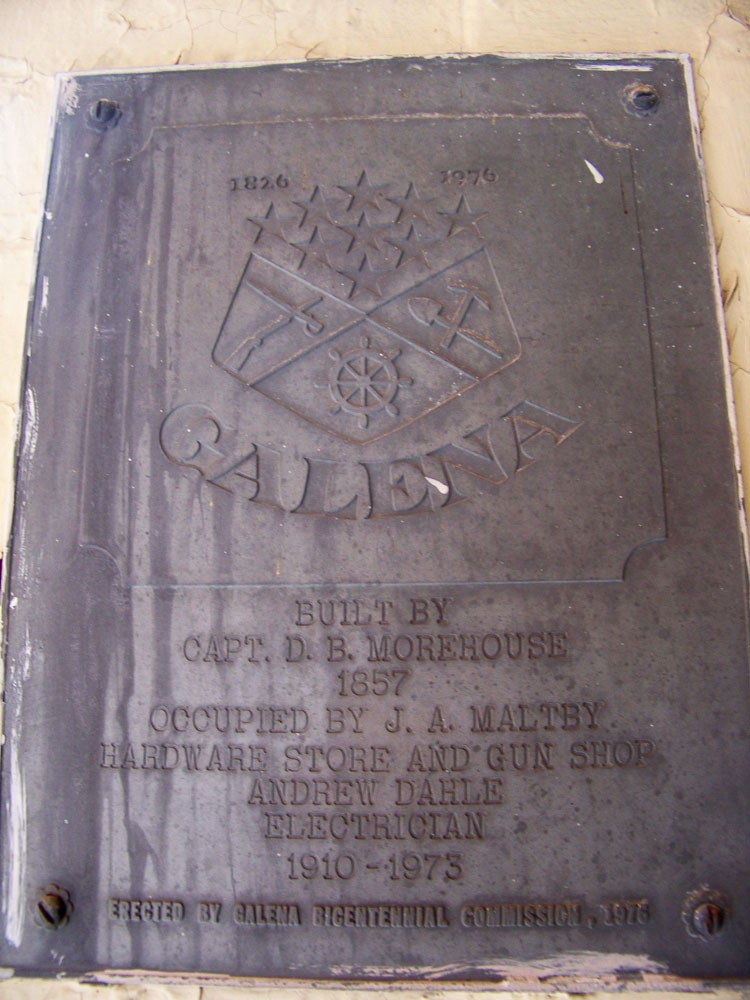 1826 1976
GALENA
BUILT BY
CAPT. D. B. MOREHOUSE
1857
OCCUPIED BY J. A. MALTBY
HARDWARE STORE AND GUN SHOP
ANDREW DAHLE
ELECTRICIAN
1910-1973
ERECTED BY GALENA BICENTENNIAL COMMISSION, 1976